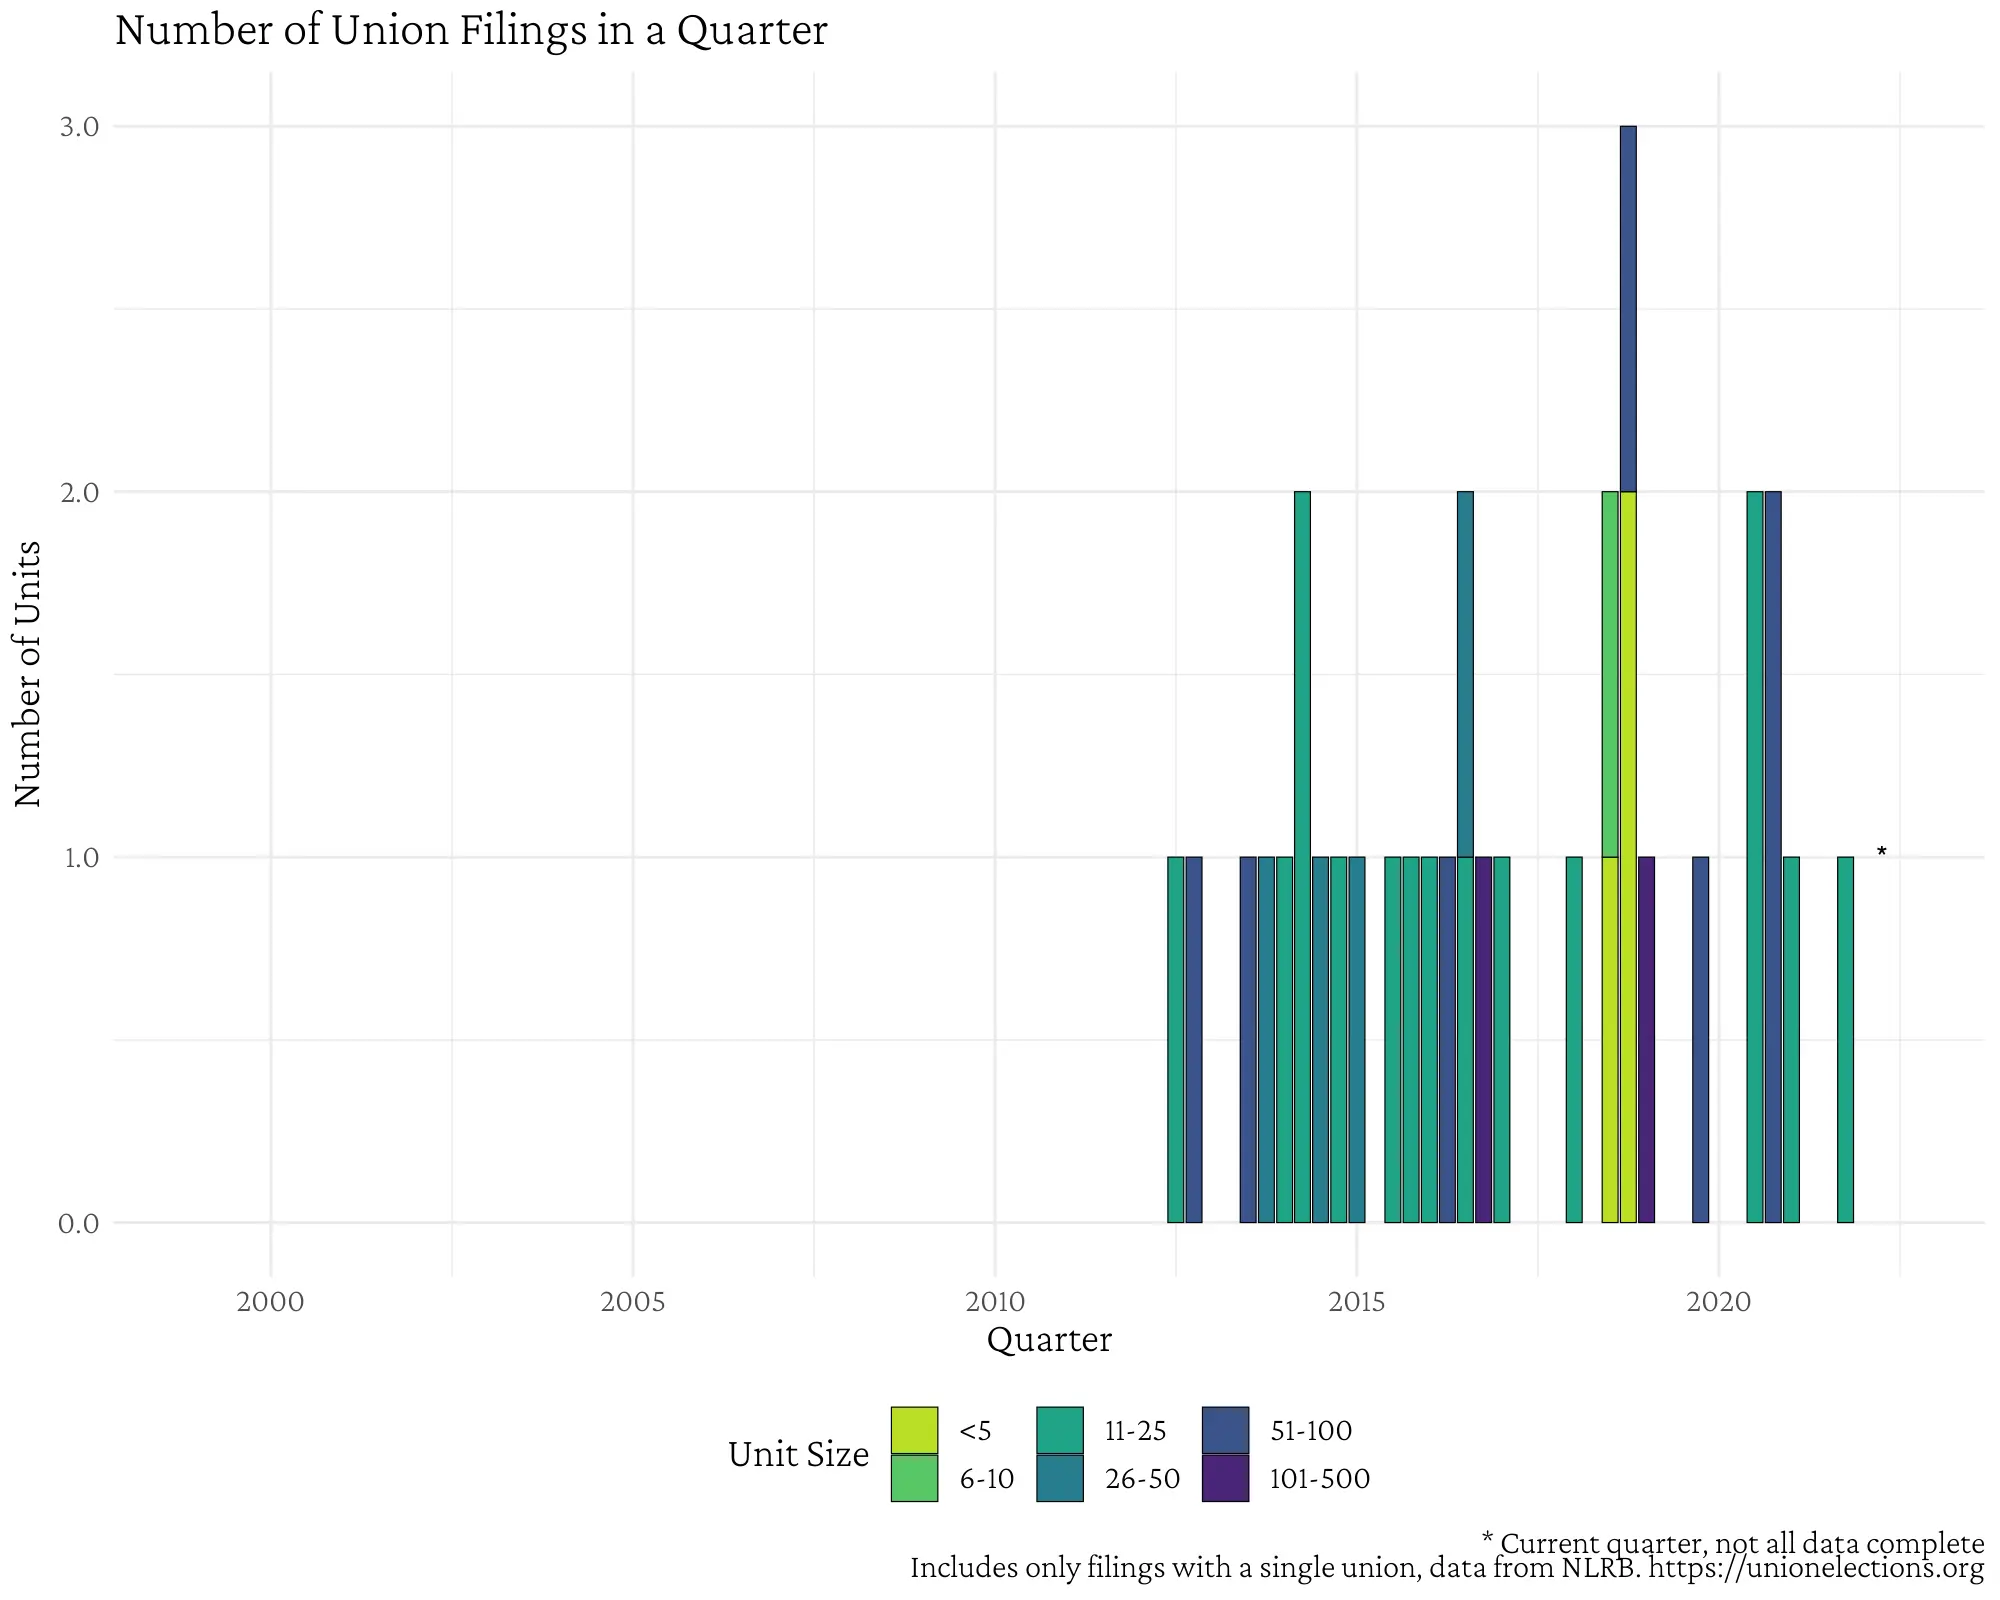 Number of Union Filings in a Quarter
3.0
2.0
1.0
0.0
Number of Units
*
2000 2005 2010 2015 2020
Quarter
Unit Size
<5 11-25 51-100
6-10 26-50 101-500
* Current quarter, not all data complete
Includes only filings with a single union, data from NLRB. https://unionelections.org